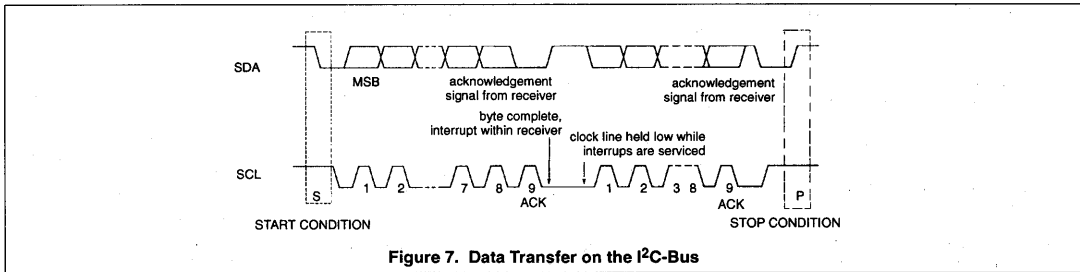 SDA
MSB
acknowledgement
signal from receiver
acknowledgement
signal from receiver
byte complete,
interrupt within receiver
clock line held low while
interrups are serviced
SCL
S
1 2 7 8 9 1 2 3 8 9
P
ACK
ACK
START CONDITION
STOP CONDITION
Figure 7. Data Transfer on the I²C-Bus